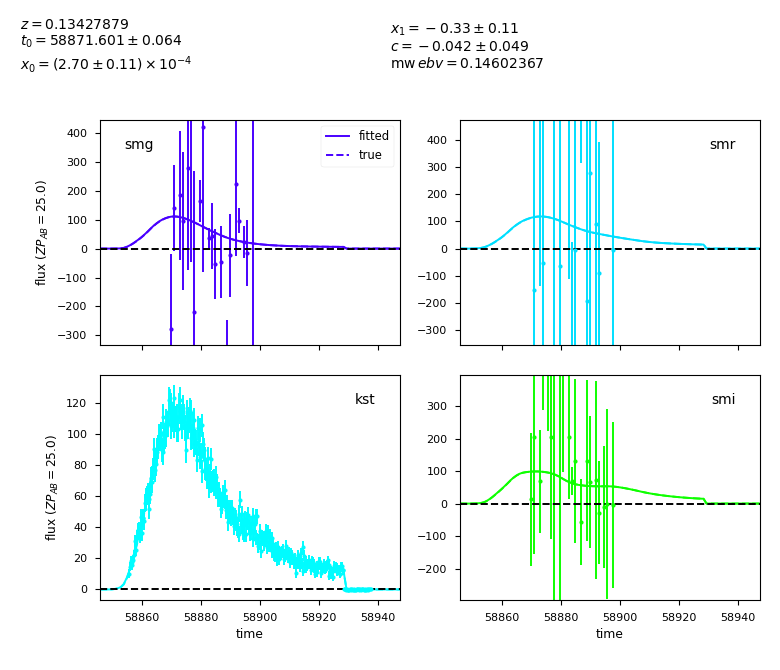 z = 0.13427879
t₀ = 58871.601 ± 0.064
x₀ = (2.70 ± 0.11) × 10⁻⁴
x₁ = −0.33 ± 0.11
c = −0.042 ± 0.049
mw ebv = 0.14602367
400
300
200
100
0
−100
−200
−300
flux (ZP_AB = 25.0)
smg
fitted
true
400
300
200
100
0
−100
−200
−300
smr
120
100
80
60
40
20
0
flux (ZP_AB = 25.0)
kst
58860 58880 58900 58920 58940
time
300
200
100
0
−100
−200
smi
58860 58880 58900 58920 58940
time